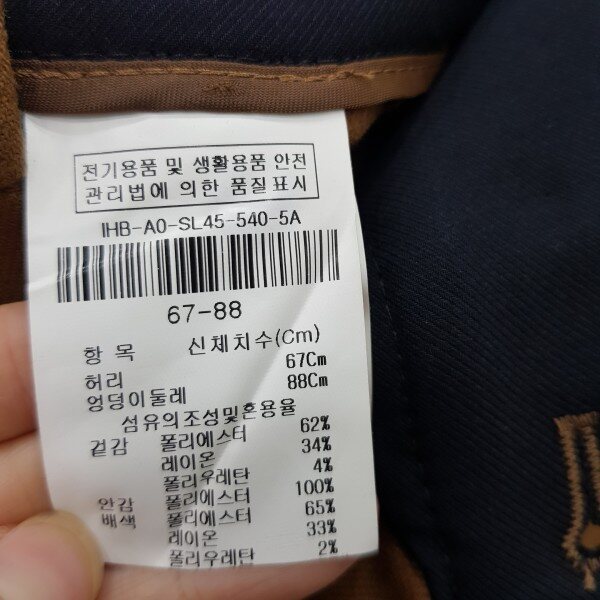 전기용품 및 생활용품 안전
관리법에 의한 품질표시
IHB-A0-SL45-540-5A
67-88
항 목 신체치수(Cm)
허리 67Cm
엉덩이둘레 88Cm
섬유의조성및혼용율
겉감 폴리에스터 62%
레이온 34%
폴리우레탄 4%
안감 폴리에스터 100%
배색 폴리에스터 65%
레이온 33%
폴리우레탄 2%